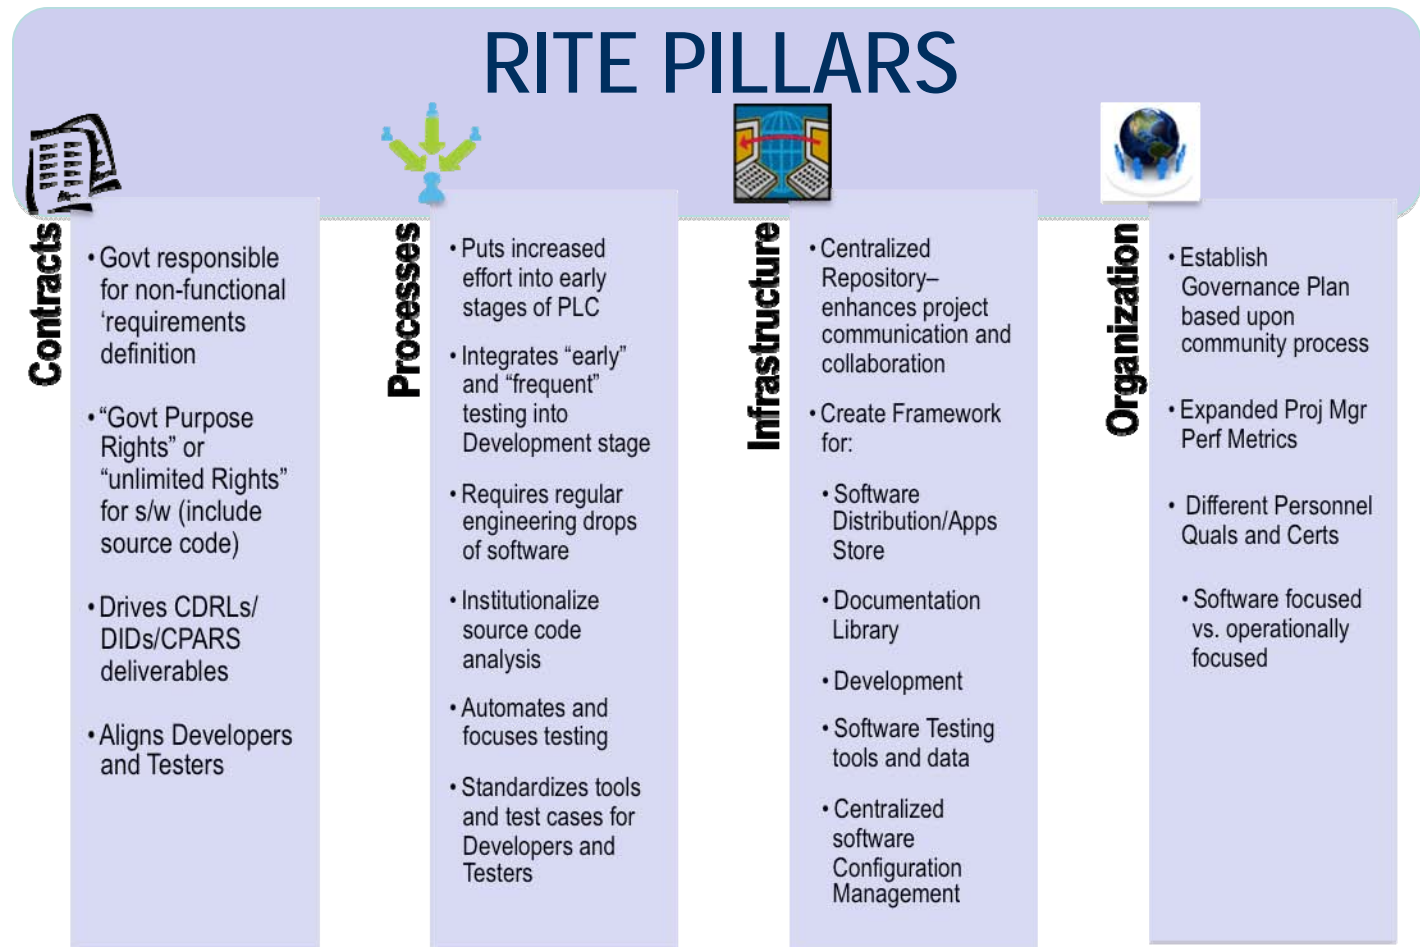 RITE PILLARS
Contracts
• Govt responsible
for non-functional
‘requirements
definition
• “Govt Purpose
Rights” or
“unlimited Rights”
for s/w (include
source code)
• Drives CDRLs/
DIDs/CPARS
deliverables
• Aligns Developers
and Testers
Processes
• Puts increased
effort into early
stages of PLC
• Integrates “early”
and “frequent”
testing into
Development stage
• Requires regular
engineering drops
of software
• Institutionalize
source code
analysis
• Automates and
focuses testing
• Standardizes tools
and test cases for
Developers and
Testers
Infrastructure
• Centralized
Repository–
enhances project
communication and
collaboration
• Create Framework
for:
• Software
Distribution/Apps
Store
• Documentation
Library
• Development
• Software Testing
tools and data
• Centralized
software
Configuration
Management
Organization
• Establish
Governance Plan
based upon
community process
• Expanded Proj Mgr
Perf Metrics
• Different Personnel
Quals and Certs
• Software focused
vs. operationally
focused